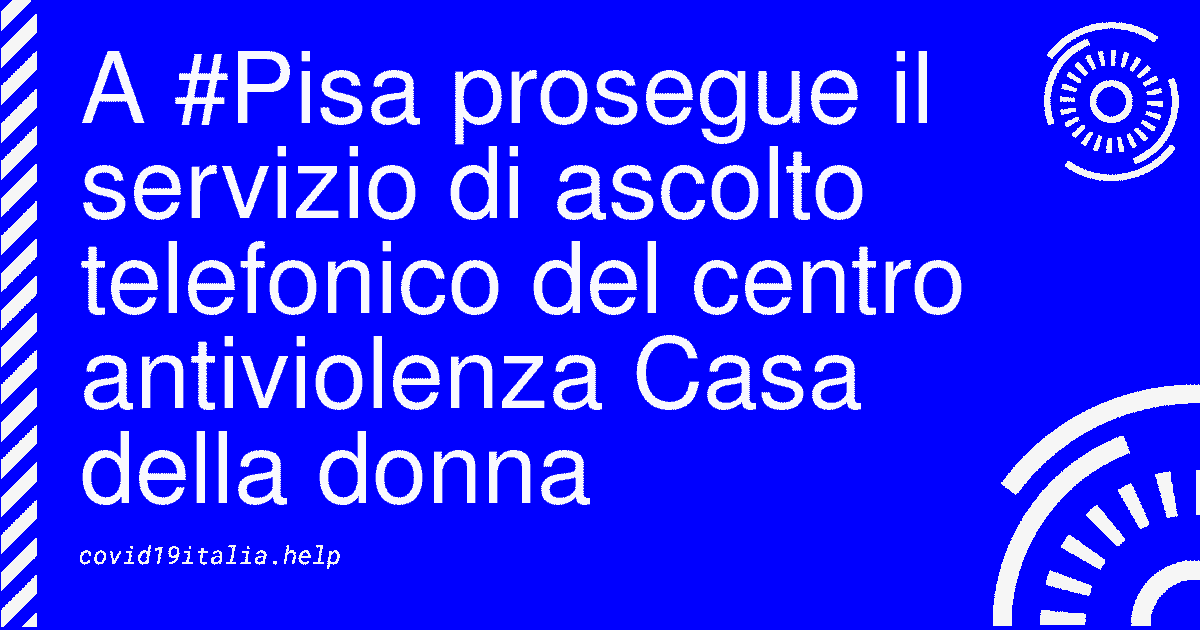 A #Pisa prosegue il
servizio di ascolto
telefonico del centro
antiviolenza Casa
della donna
covid19italia.help